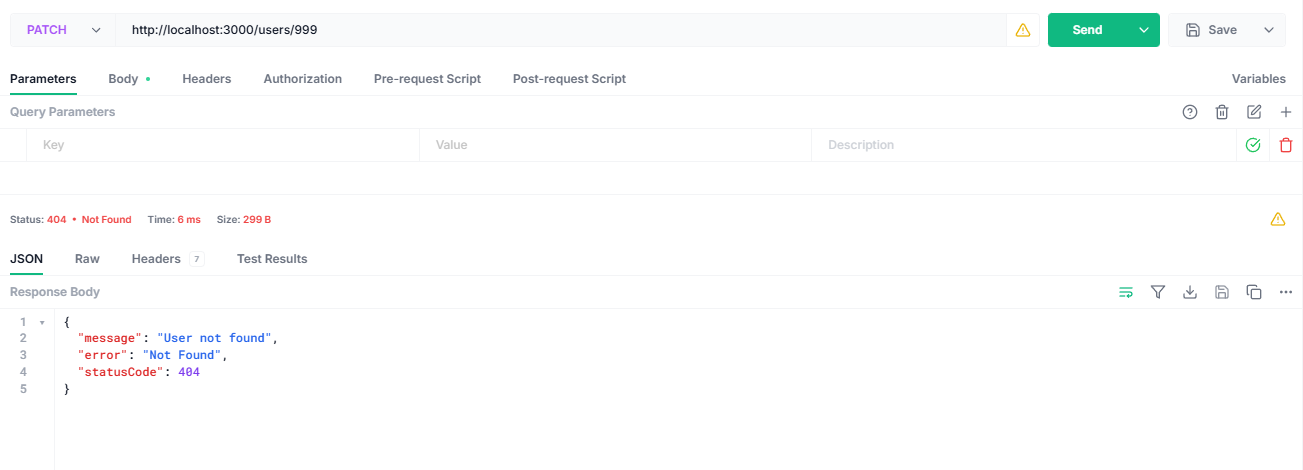 PATCH http://localhost:3000/users/999 Send Save
Parameters Body Headers Authorization Pre-request Script Post-request Script Variables
Query Parameters
Key Value Description
Status: 404 • Not Found Time: 6 ms Size: 299 B
JSON Raw Headers 7 Test Results
Response Body
1 {
2 "message": "User not found",
3 "error": "Not Found",
4 "statusCode": 404
5 }